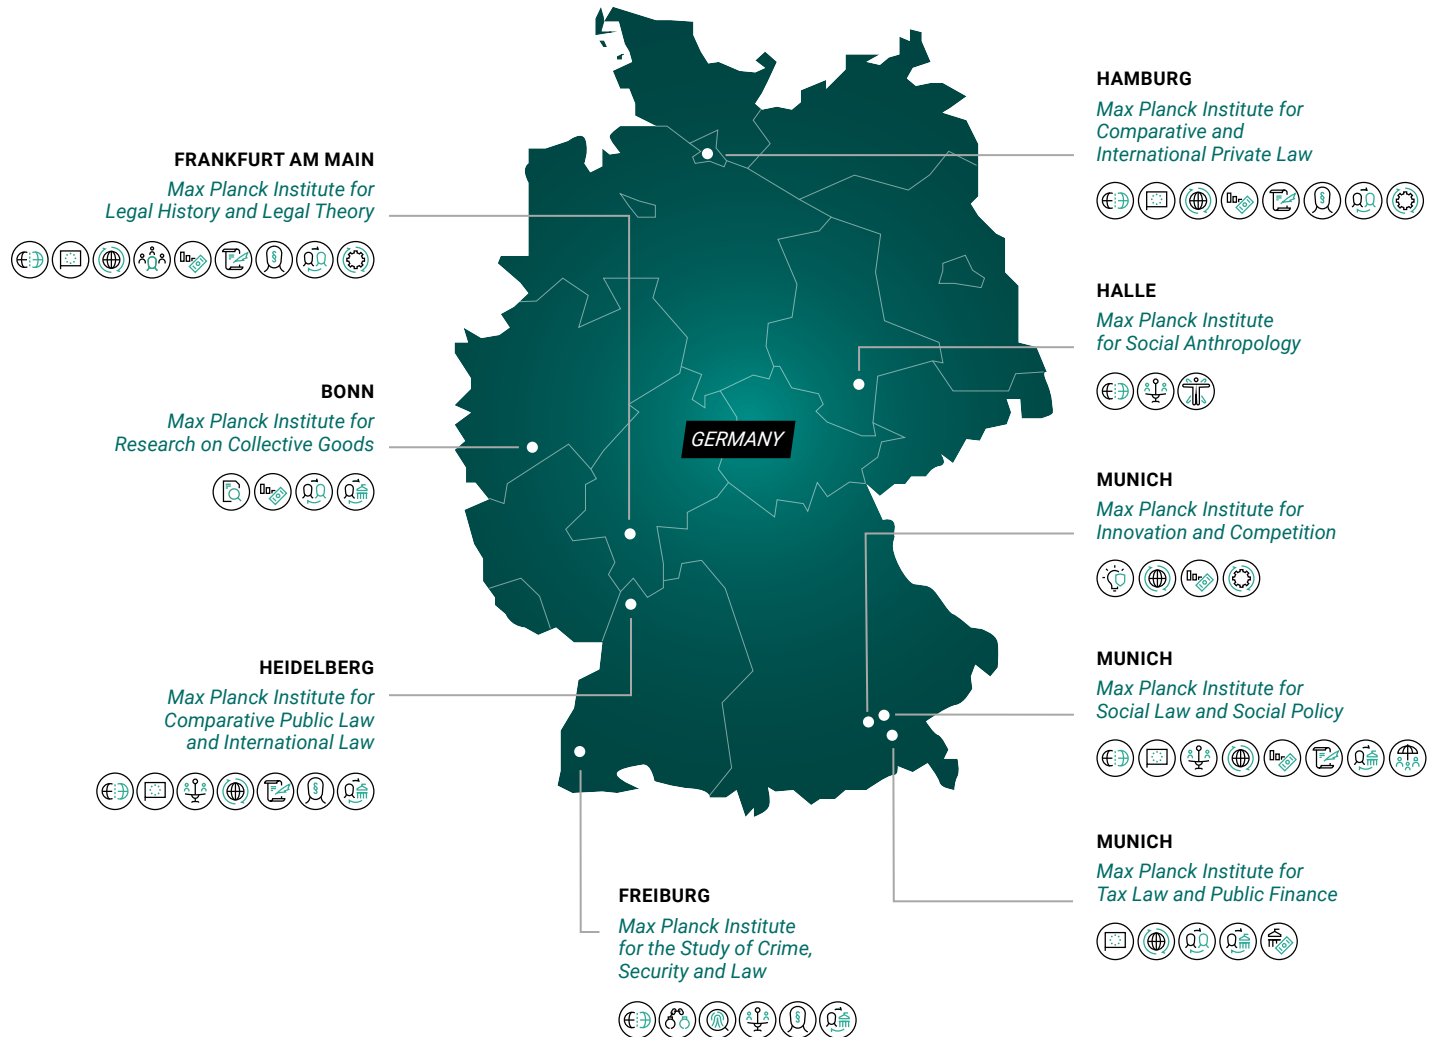 FRANKFURT AM MAIN
Max Planck Institute for
Legal History and Legal Theory
BONN
Max Planck Institute for
Research on Collective Goods
HEIDELBERG
Max Planck Institute for
Comparative Public Law
and International Law
GERMANY
FREIBURG
Max Planck Institute
for the Study of Crime,
Security and Law
HAMBURG
Max Planck Institute for
Comparative and
International Private Law
HALLE
Max Planck Institute
for Social Anthropology
MUNICH
Max Planck Institute for
Innovation and Competition
MUNICH
Max Planck Institute for
Social Law and Social Policy
MUNICH
Max Planck Institute for
Tax Law and Public Finance